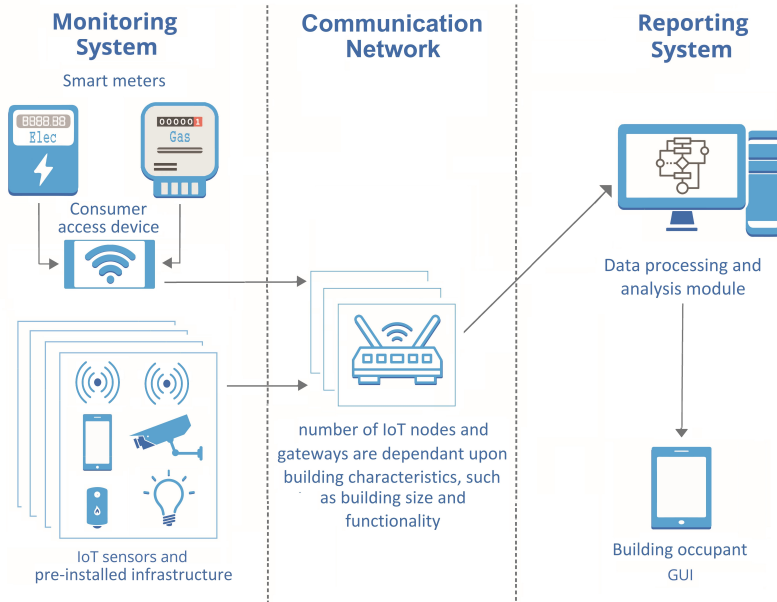 Monitoring
System
Smart meters
8888.88
Elec
000001
Gas
Consumer
access device
IoT sensors and
pre-installed infrastructure
Communication
Network
number of IoT nodes and
gateways are dependant upon
building characteristics, such
as building size and
functionality
Reporting
System
Data processing and
analysis module
Building occupant
GUI